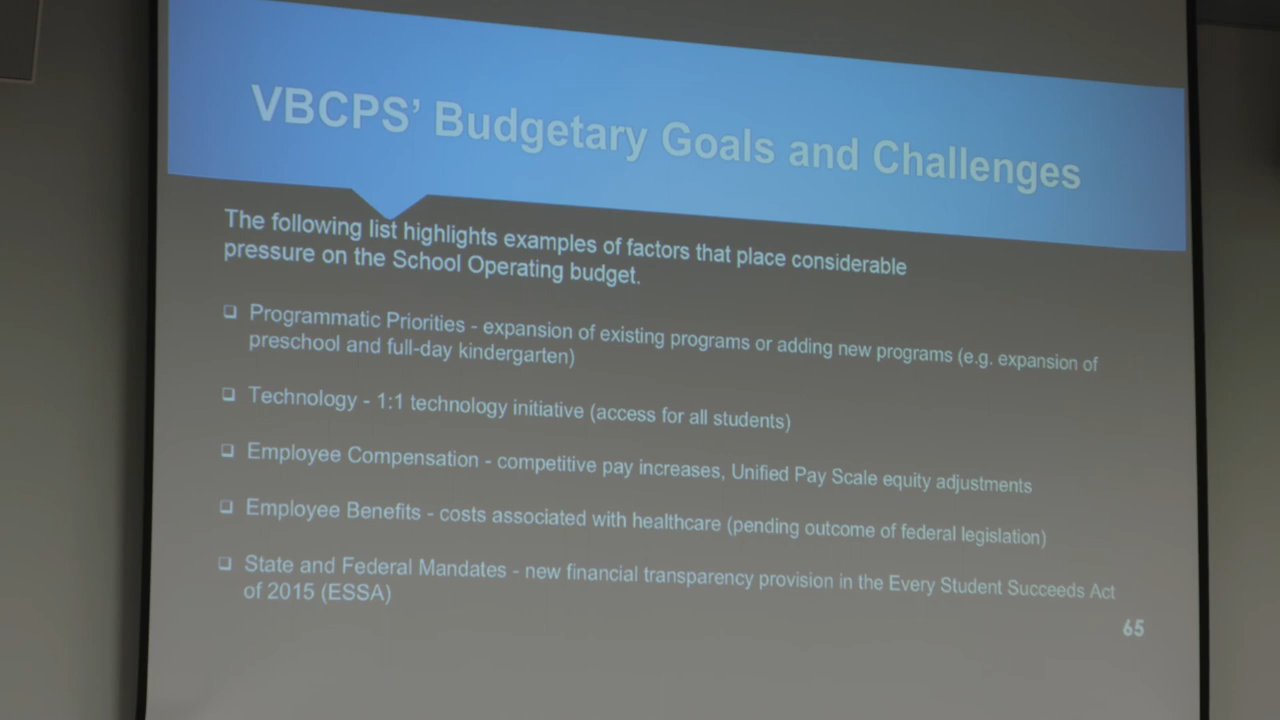 VBCPS’ Budgetary Goals and Challenges
The following list highlights examples of factors that place considerable
pressure on the School Operating budget.
❑ Programmatic Priorities - expansion of existing programs or adding new programs (e.g. expansion of
preschool and full-day kindergarten)
❑ Technology - 1:1 technology initiative (access for all students)
❑ Employee Compensation - competitive pay increases, Unified Pay Scale equity adjustments
❑ Employee Benefits - costs associated with healthcare (pending outcome of federal legislation)
❑ State and Federal Mandates - new financial transparency provision in the Every Student Succeeds Act
of 2015 (ESSA)
65